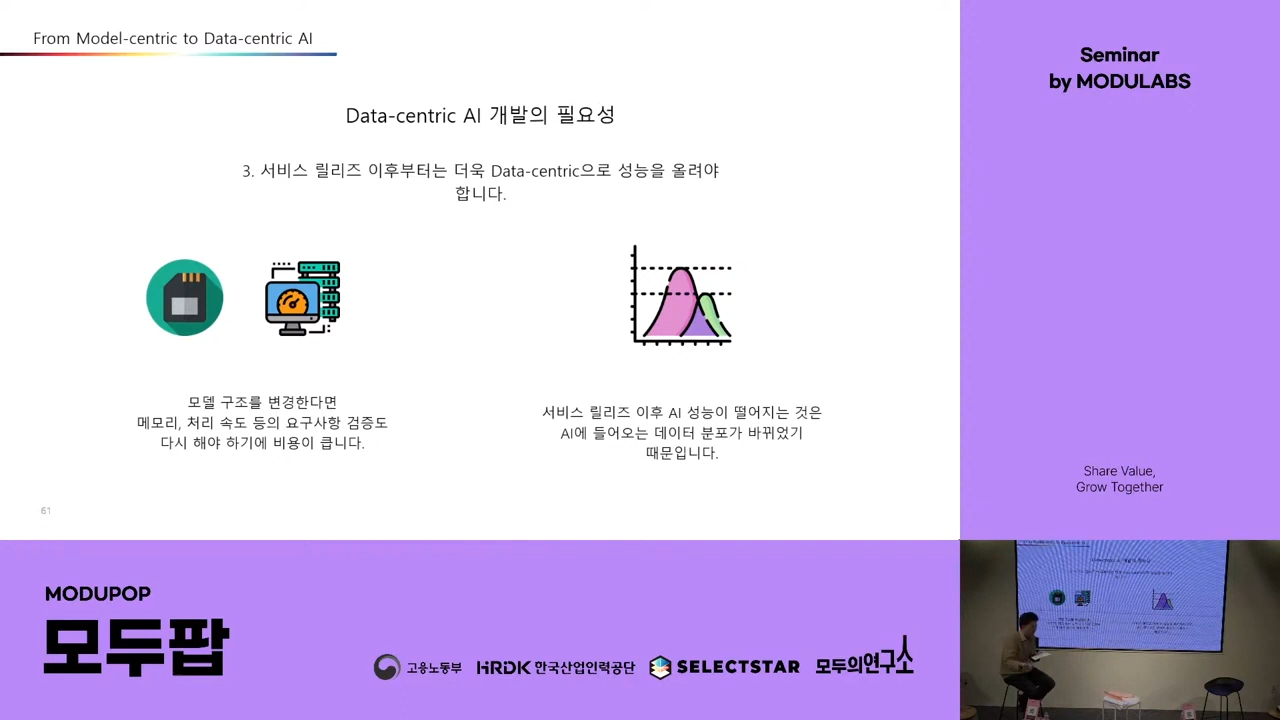 From Model-centric to Data-centric AI
Data-centric AI 개발의 필요성
3. 서비스 릴리즈 이후부터는 더욱 Data-centric으로 성능을 올려야
합니다.
모델 구조를 변경한다면
메모리, 처리 속도 등의 요구사항 검증도
다시 해야 하기에 비용이 큽니다.
서비스 릴리즈 이후 AI 성능이 떨어지는 것은
AI에 들어오는 데이터 분포가 바뀌었기
때문입니다.
61
Seminar
by MODULABS
Share Value,
Grow Together
MODUPOP
모두팝
고용노동부
HRDK 한국산업인력공단
SELECTSTAR
모두의연구소